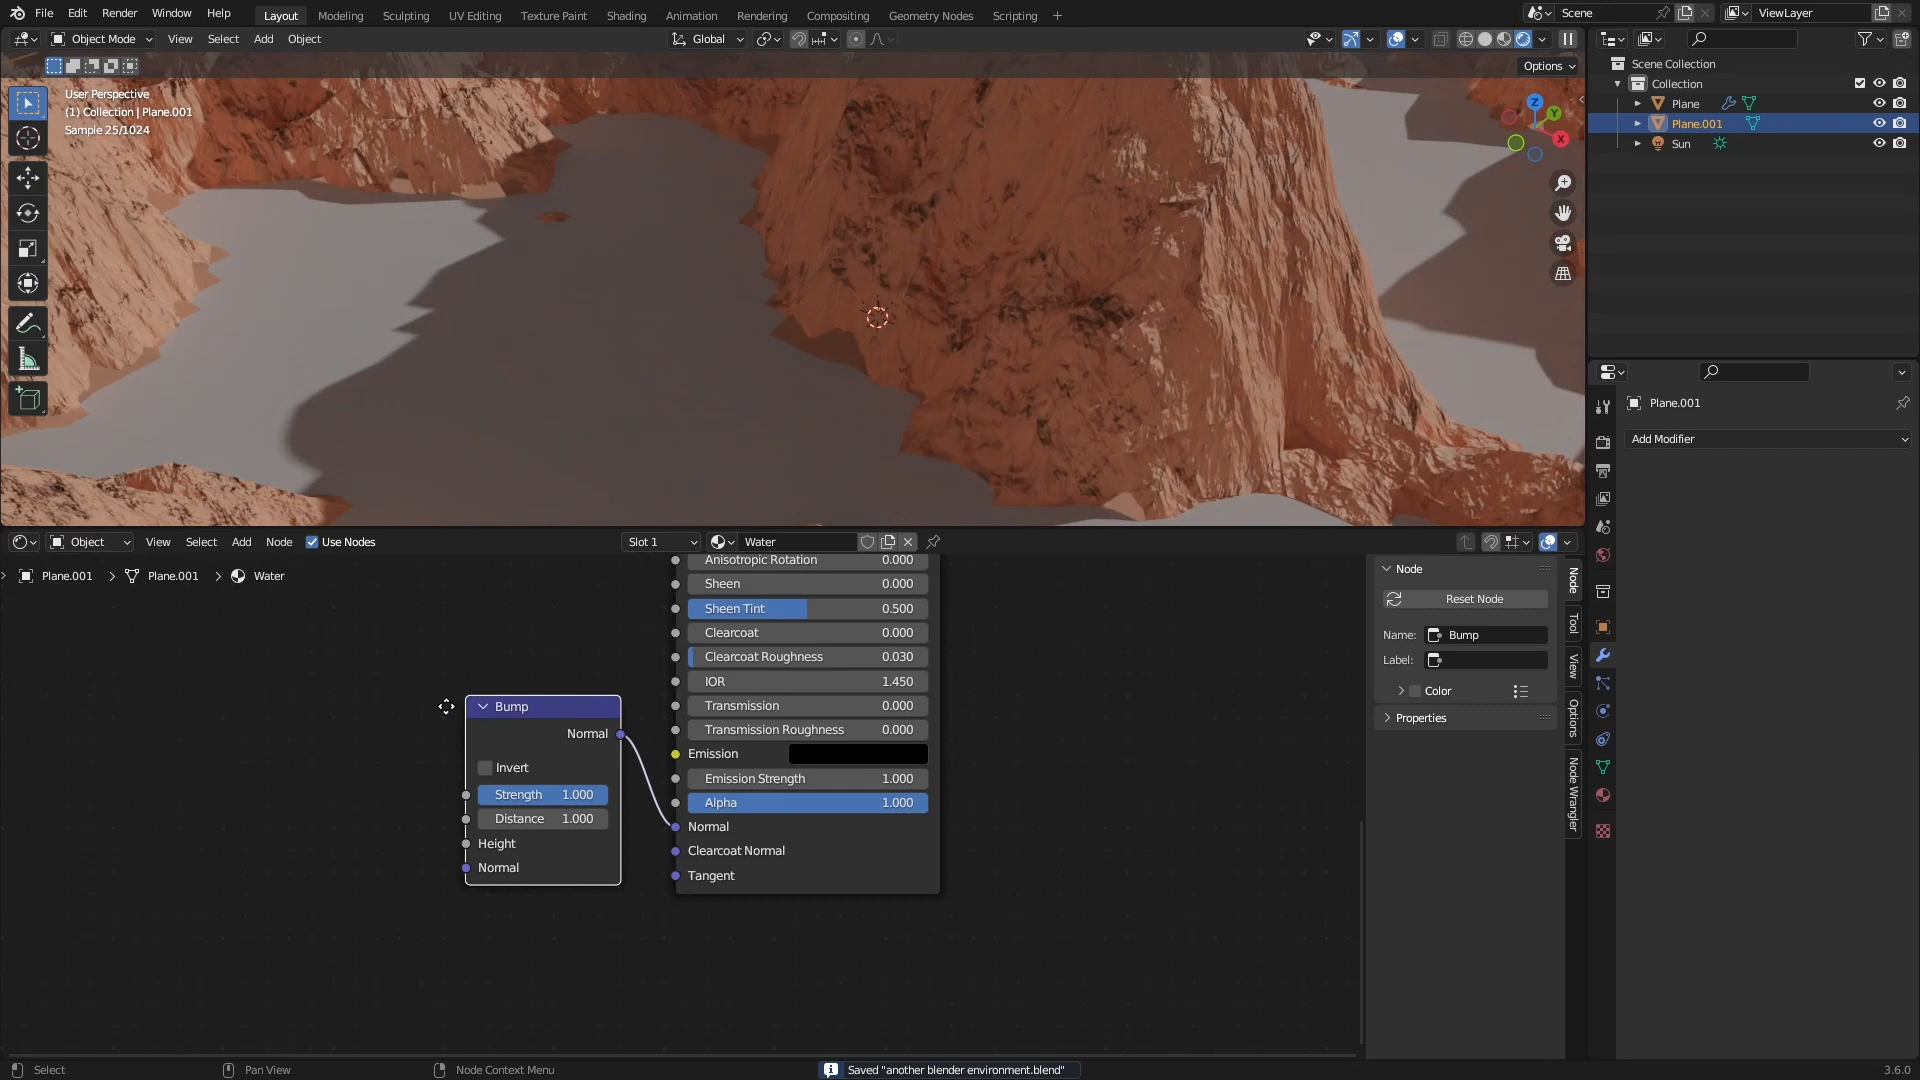 File Edit Render Window Help Layout Modeling Sculpting UV Editing Texture Paint Shading Animation Rendering Compositing Geometry Nodes Scripting + Scene ViewLayer
Object Mode View Select Add Object Global
Options
User Perspective
(1) Collection | Plane.001
Sample 25/1024
Z
Y
X
Scene Collection
Collection
Plane
Plane.001
Sun
Plane.001
Add Modifier
Object View Select Add Node Use Nodes Slot 1 Water
Plane.001 > Plane.001 > Water
Anisotropic Rotation 0.000
Sheen 0.000
Sheen Tint 0.500
Clearcoat 0.000
Clearcoat Roughness 0.030
IOR 1.450
Transmission 0.000
Transmission Roughness 0.000
Emission
Emission Strength 1.000
Alpha 1.000
Normal
Clearcoat Normal
Tangent
Bump
Normal
Invert
Strength 1.000
Distance 1.000
Height
Normal
Node
Reset Node
Name: Bump
Label:
Color
Properties
Node
Tool
View
Options
Node Wrangler
Select Pan View Node Context Menu Saved "another blender environment.blend" 3.6.0